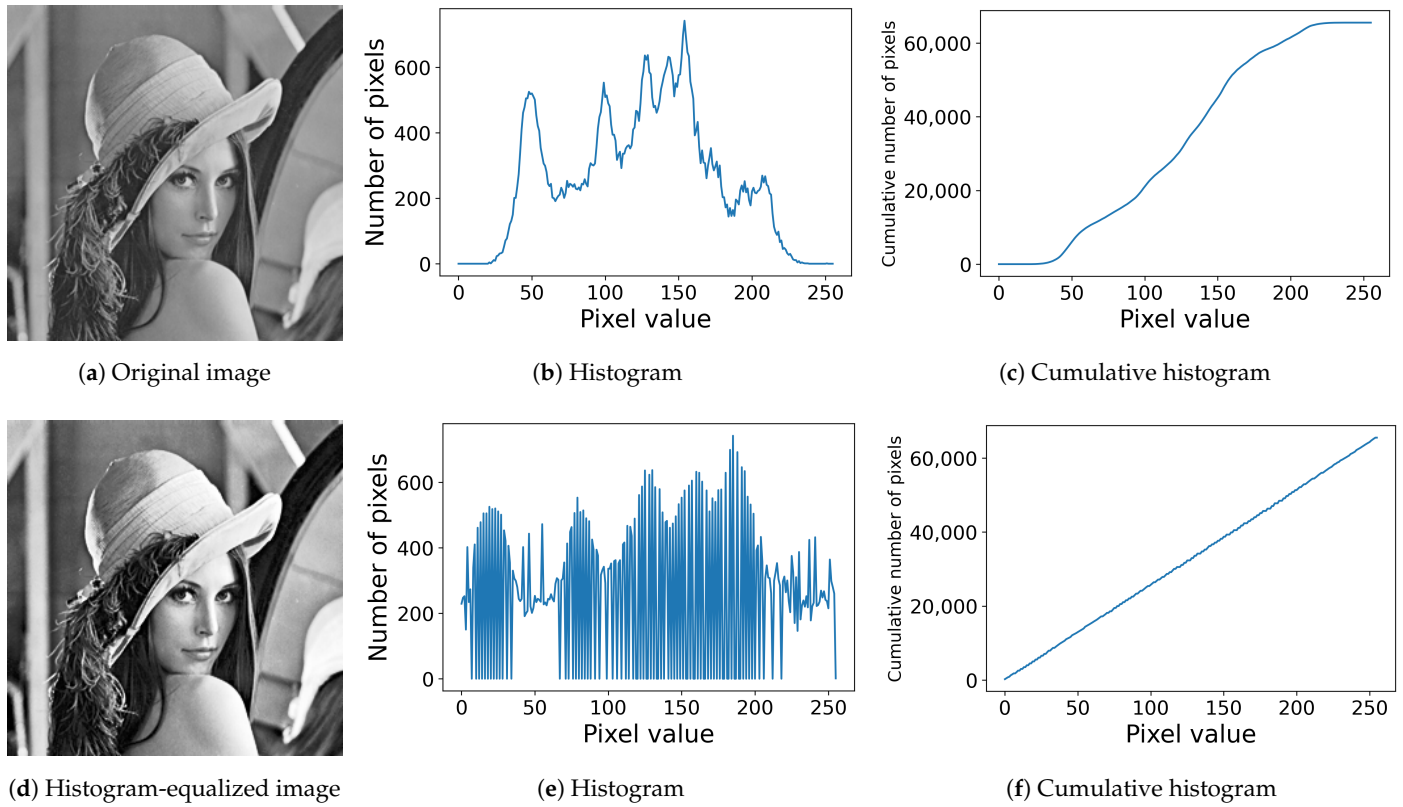 Number of pixels
600
400
200
0
0 50 100 150 200 250
Pixel value
Cumulative number of pixels
60,000
40,000
20,000
0
0 50 100 150 200 250
Pixel value
(a) Original image
(b) Histogram
(c) Cumulative histogram
Number of pixels
600
400
200
0
0 50 100 150 200 250
Pixel value
Cumulative number of pixels
60,000
40,000
20,000
0
0 50 100 150 200 250
Pixel value
(d) Histogram-equalized image
(e) Histogram
(f) Cumulative histogram